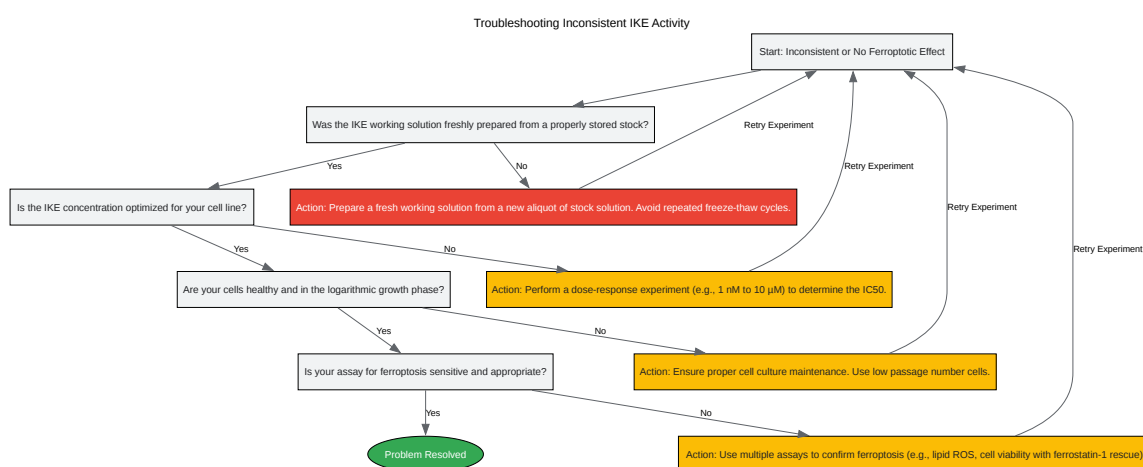 Troubleshooting Inconsistent IKE Activity
Start: Inconsistent or No Ferroptotic Effect
Was the IKE working solution freshly prepared from a properly stored stock?
Retry Experiment
Yes
No
Retry Experiment
Is the IKE concentration optimized for your cell line?
Action: Prepare a fresh working solution from a new aliquot of stock solution. Avoid repeated freeze-thaw cycles.
Retry Experiment
Yes
No
Retry Experiment
Are your cells healthy and in the logarithmic growth phase?
Action: Perform a dose-response experiment (e.g., 1 nM to 10 µM) to determine the IC50.
Yes
No
Is your assay for ferroptosis sensitive and appropriate?
Action: Ensure proper cell culture maintenance. Use low passage number cells.
Yes
No
Problem Resolved
Action: Use multiple assays to confirm ferroptosis (e.g., lipid ROS, cell viability with ferrostatin-1 rescue)